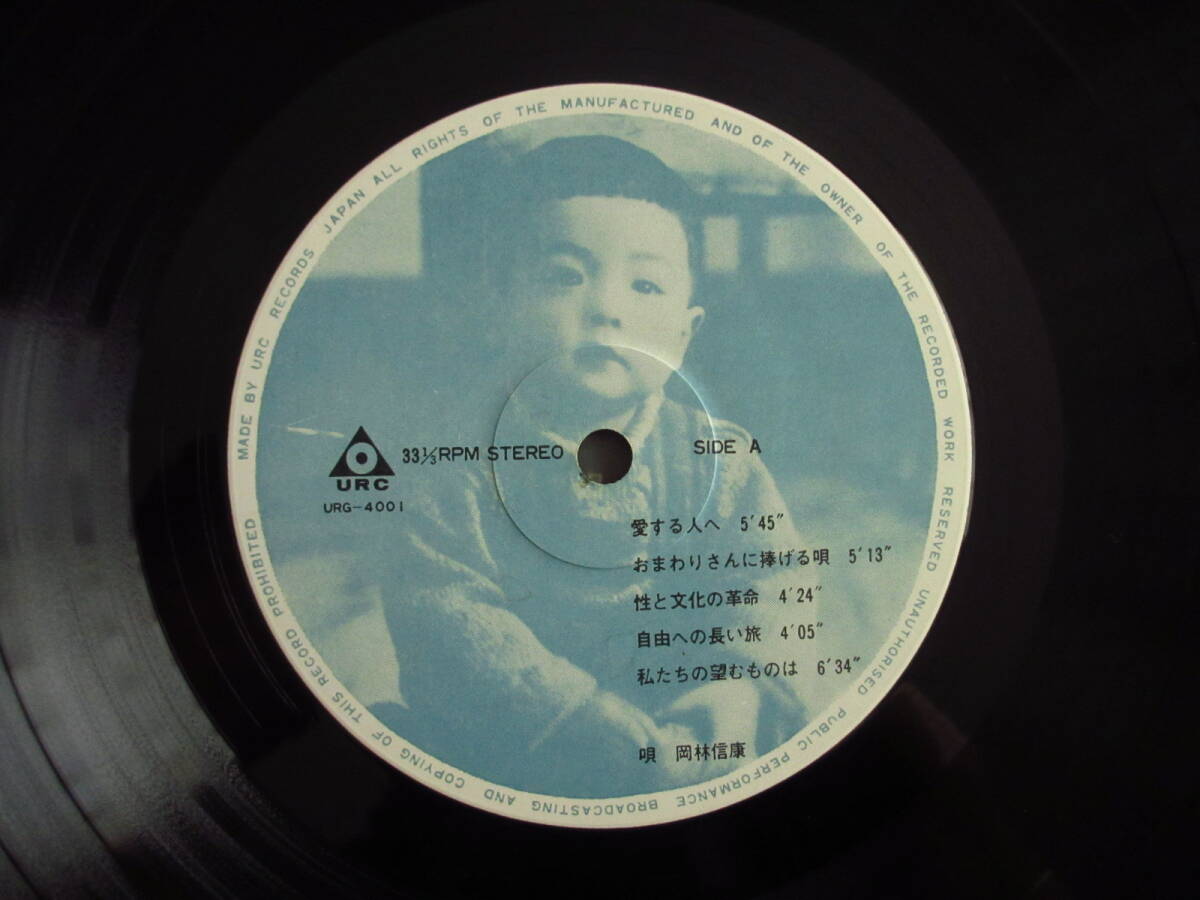 MADE BY URC RECORDS JAPAN ALL RIGHTS OF THE MANUFACTURED AND OF THE OWNER OF THE RECORDED WORK RESERVED UNAUTHORISED PUBLIC PERFORMANCE BROADCASTING AND COPYING OF THIS RECORD PROHIBITED
33⅓RPM STEREO
SIDE A
URC
URG-4001
愛する人へ 5'45"
おまわりさんに捧げる唄 5'13"
性と文化の革命 4'24"
自由への長い旅 4'05"
私たちの望むものは 6'34"
唄 岡林信康